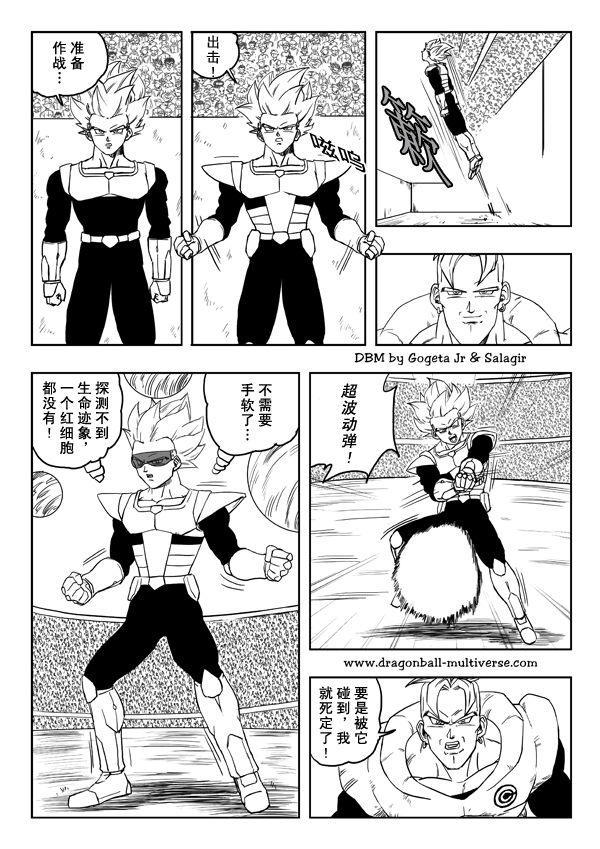 准备
作战…
出击！
嗞呜
DBM by Gogeta Jr & Salagir
不需要
手软了…
探测不到
生命迹象，
一个红细胞
都没有！
超波动弹！
www.dragonball-multiverse.com
要是被它
碰到，我
就死定了！